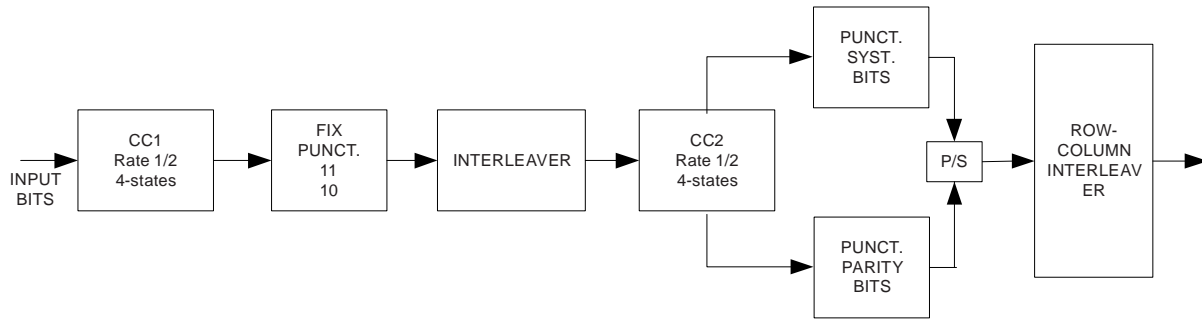 INPUT
BITS
CC1
Rate 1/2
4-states
FIX
PUNCT.
11
10
INTERLEAVER
CC2
Rate 1/2
4-states
PUNCT.
SYST.
BITS
PUNCT.
PARITY
BITS
P/S
ROW-
COLUMN
INTERLEAV
ER